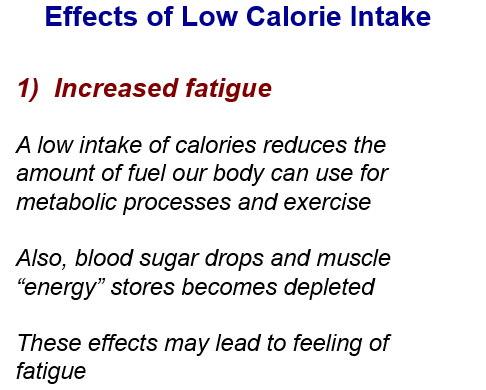 Effects of Low Calorie Intake
1) Increased fatigue
A low intake of calories reduces the
amount of fuel our body can use for
metabolic processes and exercise
Also, blood sugar drops and muscle
“energy” stores becomes depleted
These effects may lead to feeling of
fatigue